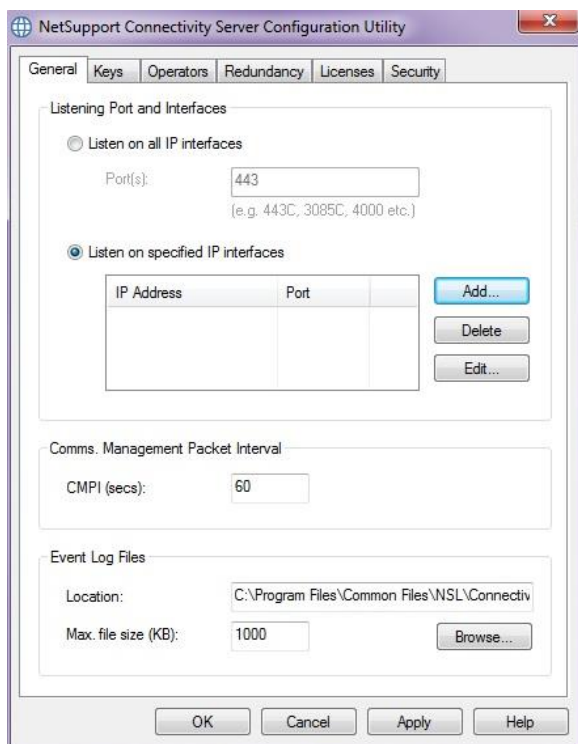 NetSupport Connectivity Server Configuration Utility
General Keys Operators Redundancy Licenses Security
Listening Port and Interfaces
Listen on all IP interfaces
Port(s): 443
(e.g. 443C, 3085C, 4000 etc.)
Listen on specified IP interfaces
IP Address Port Add...
Delete
Edit...
Comms. Management Packet Interval
CMPI (secs): 60
Event Log Files
Location: C:\Program Files\Common Files\NSL\Connectiv
Max. file size (KB): 1000 Browse...
OK Cancel Apply Help